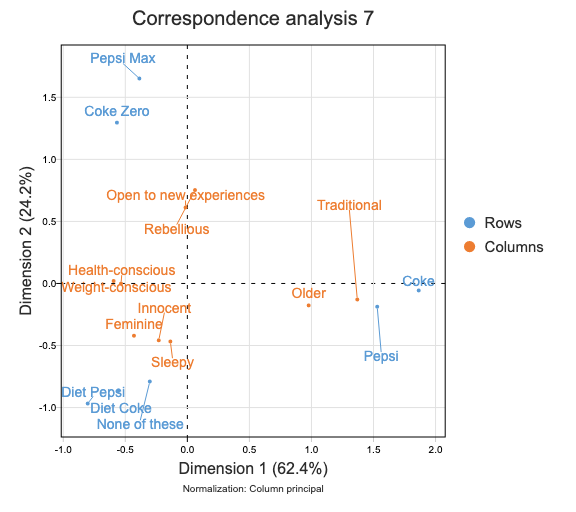 Correspondence analysis 7
Pepsi Max
Coke Zero
Open to new experiences
Traditional
Rebellious
Health-conscious
Weight-conscious
Coke
Older
Innocent
Feminine
Sleepy
Pepsi
Diet Pepsi
Diet Coke
None of these
Rows
Columns
Dimension 2 (24.2%)
1.5
1.0
0.5
0.0
-0.5
-1.0
-1.0 -0.5 0.0 0.5 1.0 1.5 2.0
Dimension 1 (62.4%)
Normalization: Column principal